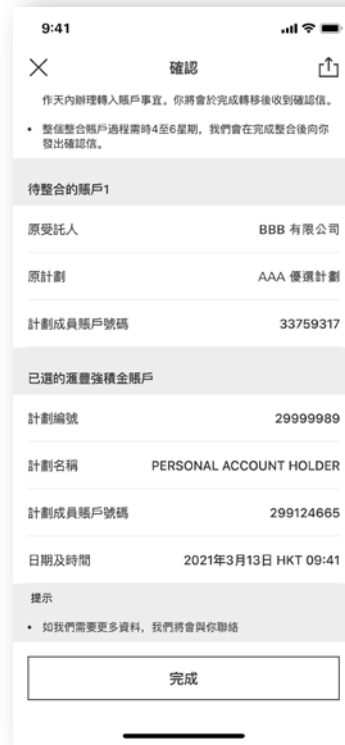 9:41
確認
作天內辦理轉入賬戶事宜。你將會於完成轉移後收到確認信。
• 整個整合賬戶過程需時4至6星期，我們會在完成整合後向你
發出確認信。
待整合的賬戶1
原受託人 BBB 有限公司
原計劃 AAA 優選計劃
計劃成員賬戶號碼 33759317
已選的滙豐強積金賬戶
計劃編號 29999989
計劃名稱 PERSONAL ACCOUNT HOLDER
計劃成員賬戶號碼 299124665
日期及時間 2021年3月13日 HKT 09:41
提示
• 如我們需要更多資料，我們將會與你聯絡
完成